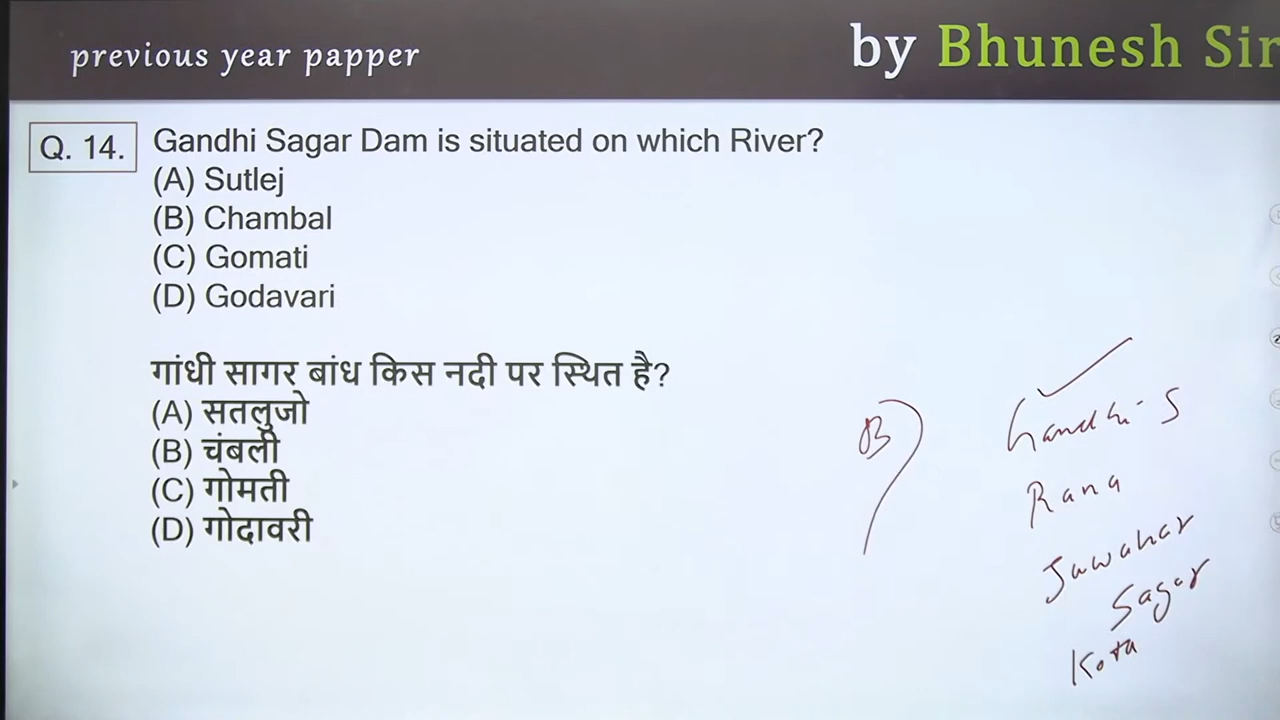 previous year papper
by Bhunesh Sir
Q. 14.
Gandhi Sagar Dam is situated on which River?
(A) Sutlej
(B) Chambal
(C) Gomati
(D) Godavari
गांधी सागर बांध किस नदी पर स्थित है?
(A) सतलुजो
(B) चंबली
(C) गोमती
(D) गोदावरी
B)
Gandhi-S
Rana
Jawahar
Sagar
Kota